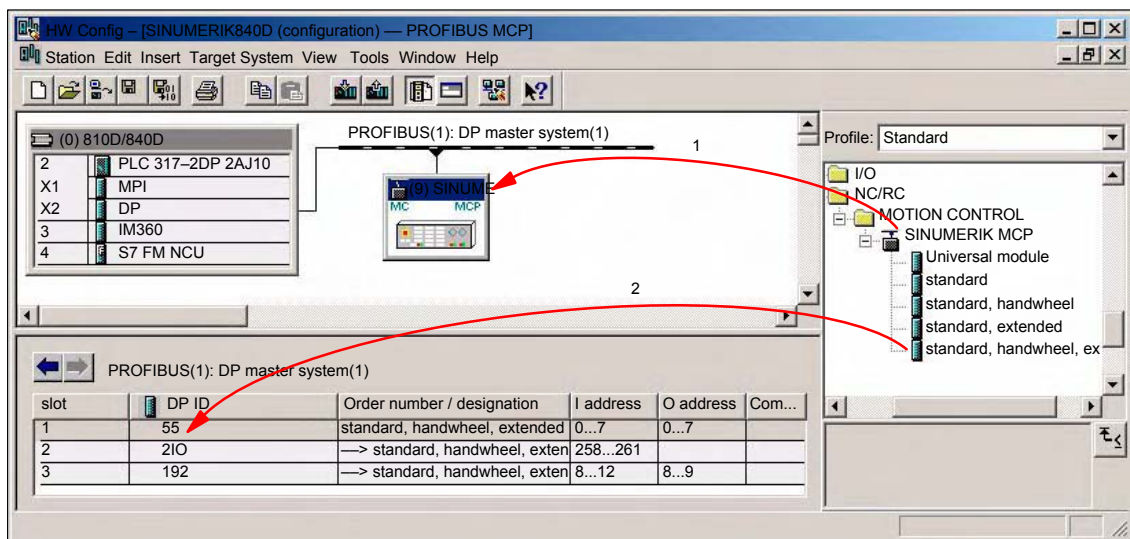 HW Config – [SINUMERIK840D (configuration) — PROFIBUS MCP]
Station Edit Insert Target System View Tools Window Help
(0) 810D/840D
2 PLC 317–2DP 2AJ10
X1 MPI
X2 DP
3 IM360
4 S7 FM NCU
PROFIBUS(1): DP master system(1)
1
(9) SINUME
MC MCP
2
Profile: Standard
I/O
NC/RC
MOTION CONTROL
SINUMERIK MCP
Universal module
standard
standard, handwheel
standard, extended
standard, handwheel, ex
PROFIBUS(1): DP master system(1)
slot DP ID Order number / designation I address O address Com...
1 55 standard, handwheel, extended 0...7 0...7
2 2IO —> standard, handwheel, exten 258...261
3 192 —> standard, handwheel, exten 8...12 8...9